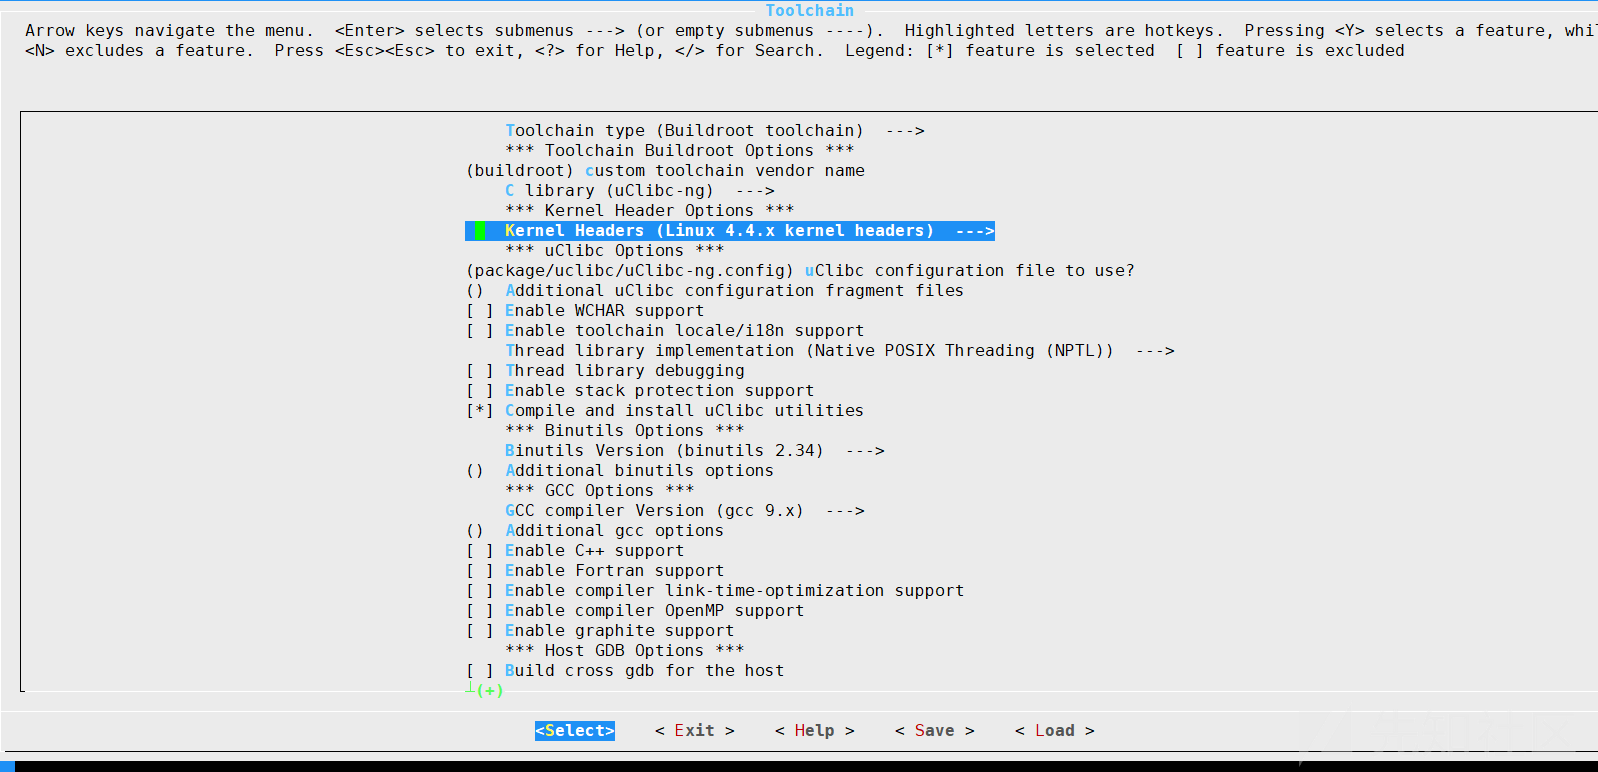 Toolchain
Arrow keys navigate the menu.  <Enter> selects submenus ---> (or empty submenus ----).  Highlighted letters are hotkeys.  Pressing <Y> selects a feature, whi
<N> excludes a feature.  Press <Esc><Esc> to exit, <?> for Help, </> for Search.  Legend: [*] feature is selected  [ ] feature is excluded
Toolchain type (Buildroot toolchain)  --->
*** Toolchain Buildroot Options ***
(buildroot) custom toolchain vendor name
C library (uClibc-ng)  --->
*** Kernel Header Options ***
Kernel Headers (Linux 4.4.x kernel headers)  --->
*** uClibc Options ***
(package/uclibc/uClibc-ng.config) uClibc configuration file to use?
()  Additional uClibc configuration fragment files
[ ] Enable WCHAR support
[ ] Enable toolchain locale/i18n support
Thread library implementation (Native POSIX Threading (NPTL))  --->
[ ] Thread library debugging
[ ] Enable stack protection support
[*] Compile and install uClibc utilities
*** Binutils Options ***
Binutils Version (binutils 2.34)  --->
()  Additional binutils options
*** GCC Options ***
GCC compiler Version (gcc 9.x)  --->
()  Additional gcc options
[ ] Enable C++ support
[ ] Enable Fortran support
[ ] Enable compiler link-time-optimization support
[ ] Enable compiler OpenMP support
[ ] Enable graphite support
*** Host GDB Options ***
[ ] Build cross gdb for the host
┴(+)
<Select>    < Exit >    < Help >    < Save >    < Load >